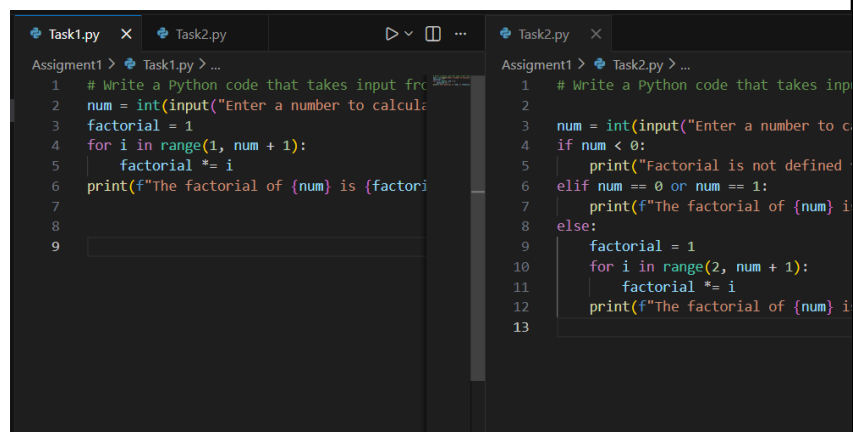 Task1.py Task2.py
Assigment1 > Task1.py > ...
1 # Write a Python code that takes input fro
2 num = int(input("Enter a number to calcula
3 factorial = 1
4 for i in range(1, num + 1):
5     factorial *= i
6 print(f"The factorial of {num} is {factori
7
8
9
Task2.py
Assigment1 > Task2.py > ...
1 # Write a Python code that takes inp
2
3 num = int(input("Enter a number to c
4 if num < 0:
5     print("Factorial is not defined
6 elif num == 0 or num == 1:
7     print(f"The factorial of {num} i
8 else:
9     factorial = 1
10     for i in range(2, num + 1):
11         factorial *= i
12     print(f"The factorial of {num} i
13